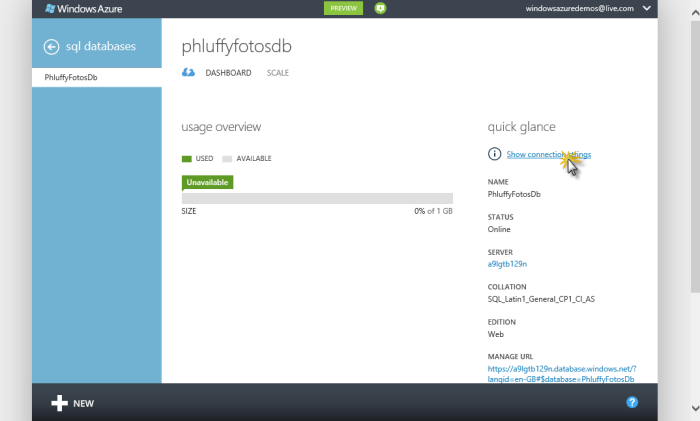 Windows Azure
PREVIEW
windowsazuredemos@live.com
sql databases
PhluffyFotosDb
phluffyfotosdb
DASHBOARD SCALE
usage overview
USED AVAILABLE
Unavailable
SIZE 0% of 1 GB
quick glance
Show connection
NAME
PhluffyFotosDb
STATUS
Online
SERVER
a9lgtb129n
COLLATION
SQL_Latin1_General_CP1_CI_AS
EDITION
Web
MANAGE URL
https://a9lgtb129n.database.windows.net/?
langid=en-GB#$database=PhluffyFotosDb
NEW
?